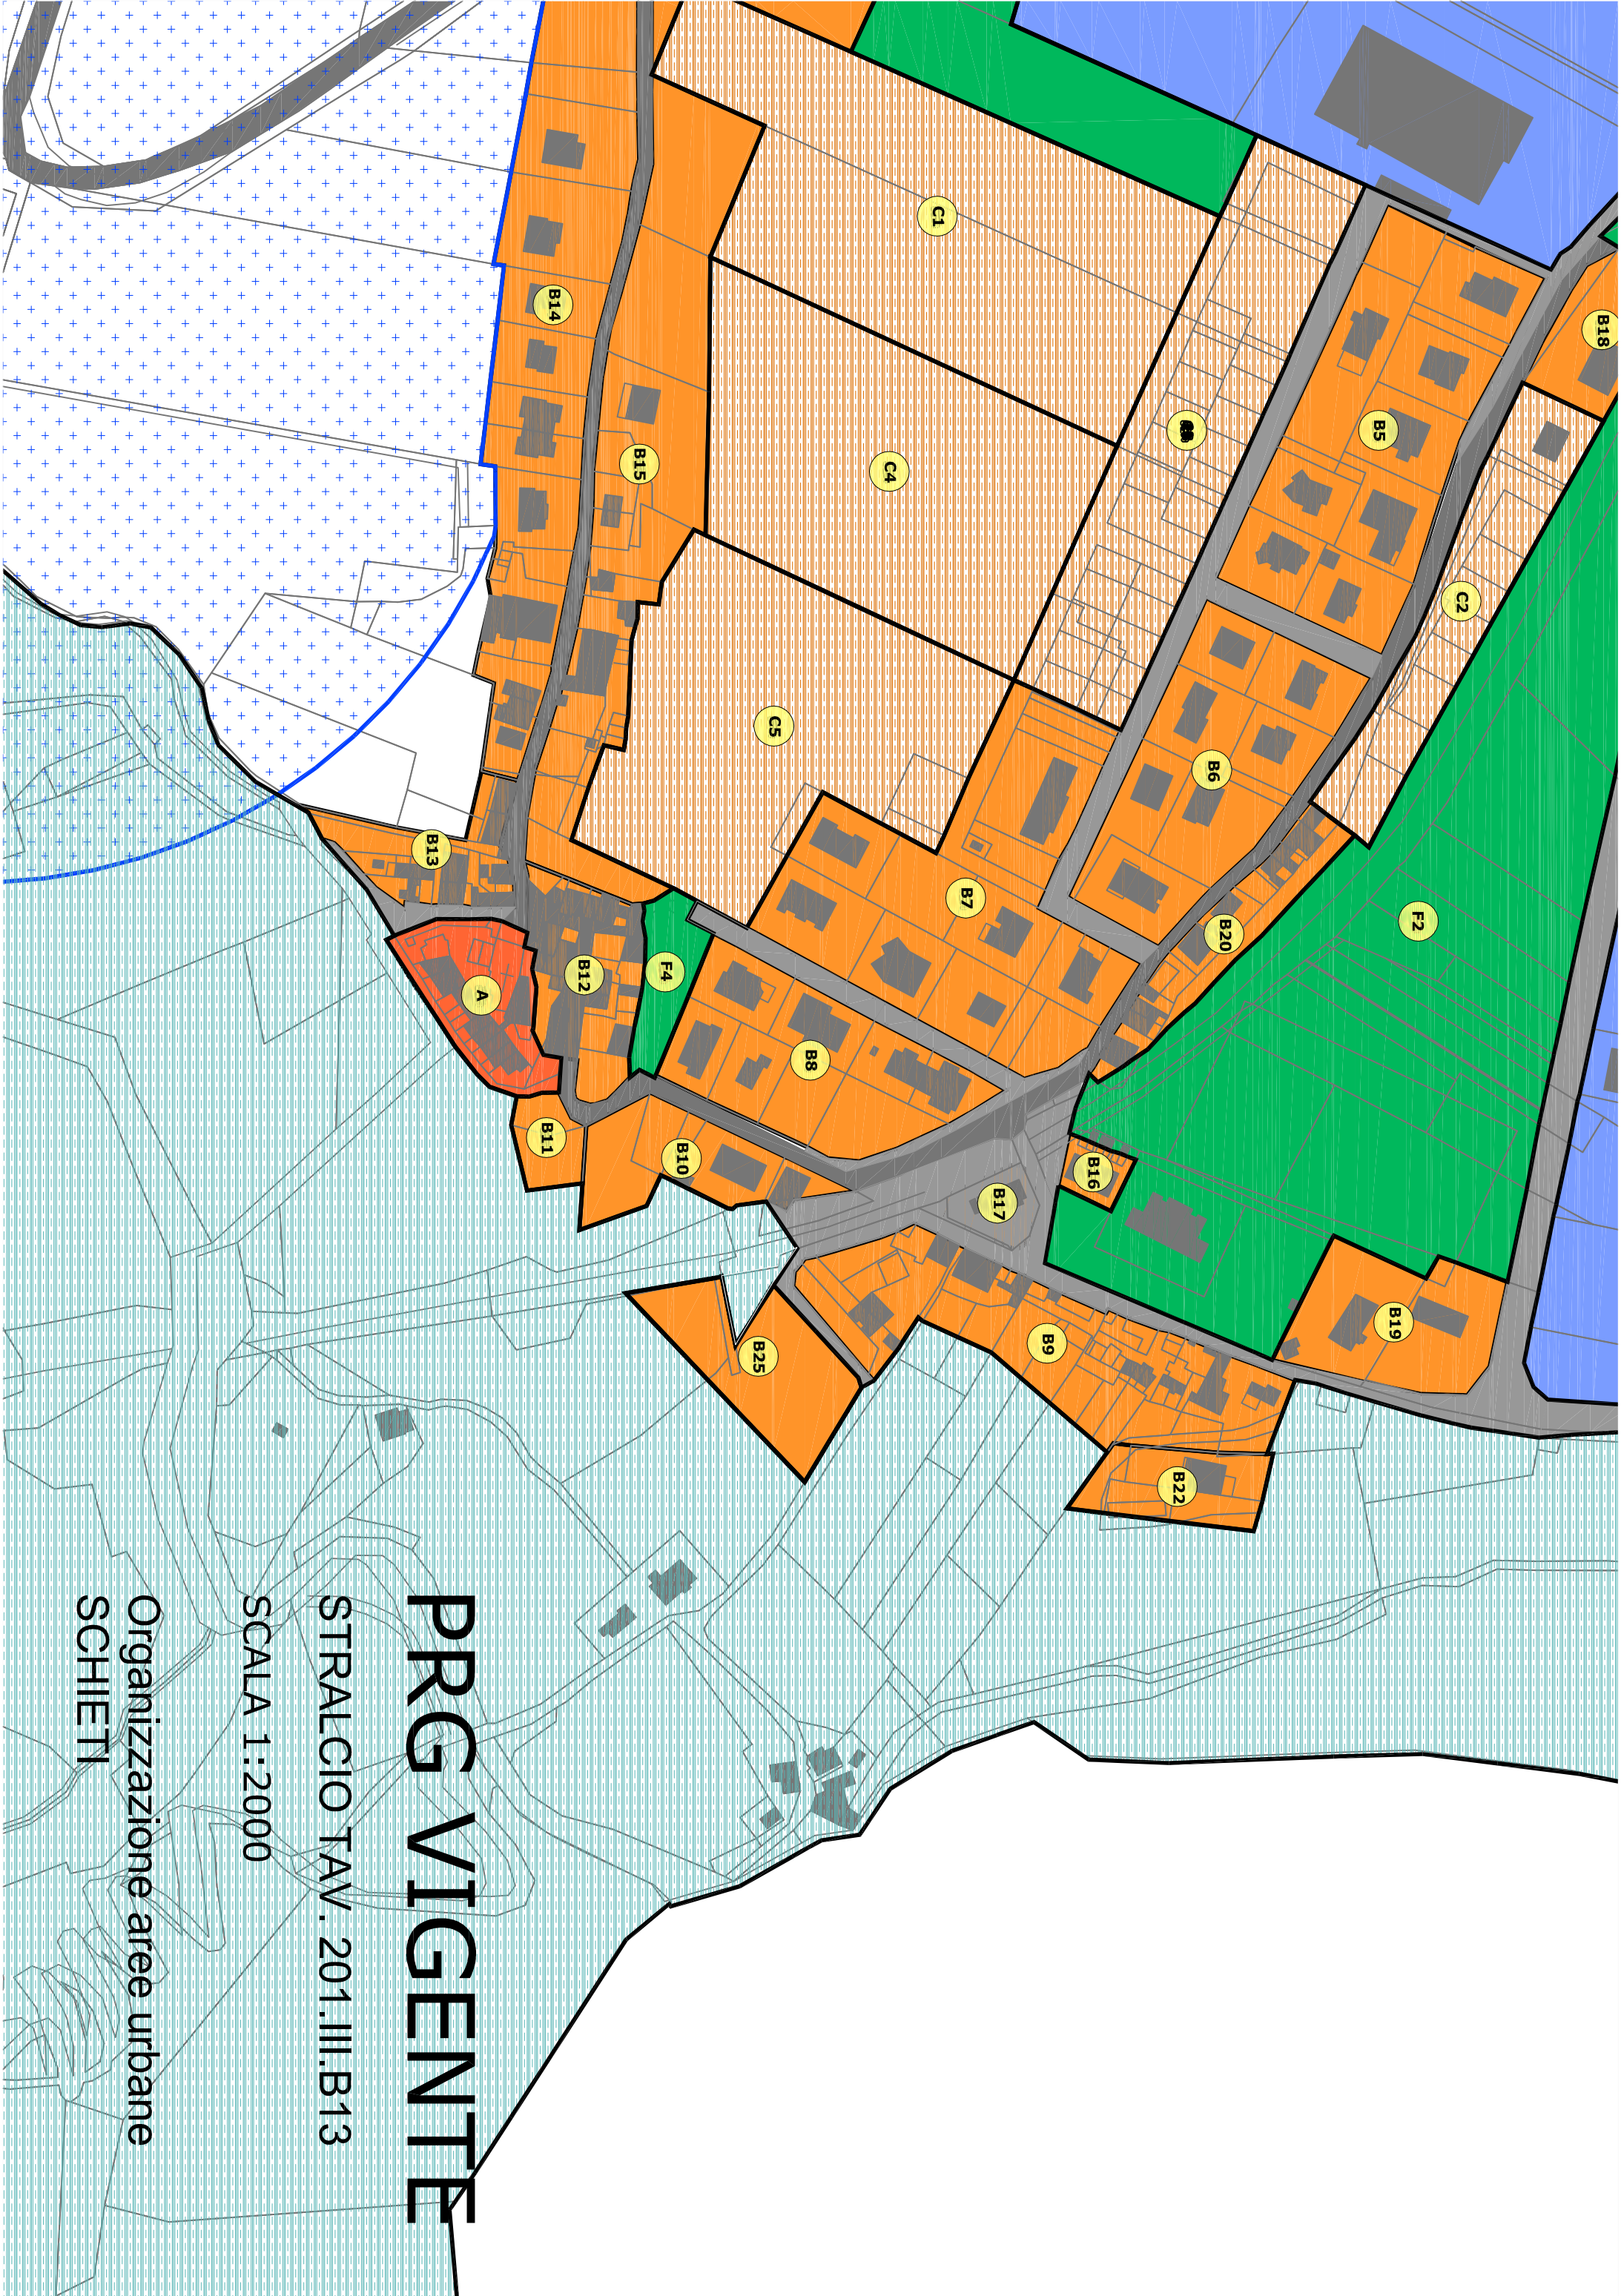 PRG VIGENTE
STRALCIO TAV. 201.III.B13
SCALA 1:2000
Organizzazione aree urbane
SCHIETI
B18
C2
F2
B5
B6
B20
B16
B19
C1
C4
C5
B7
B17
B9
B22
B8
B25
B14
B15
F4
B10
B12
B11
B13
A